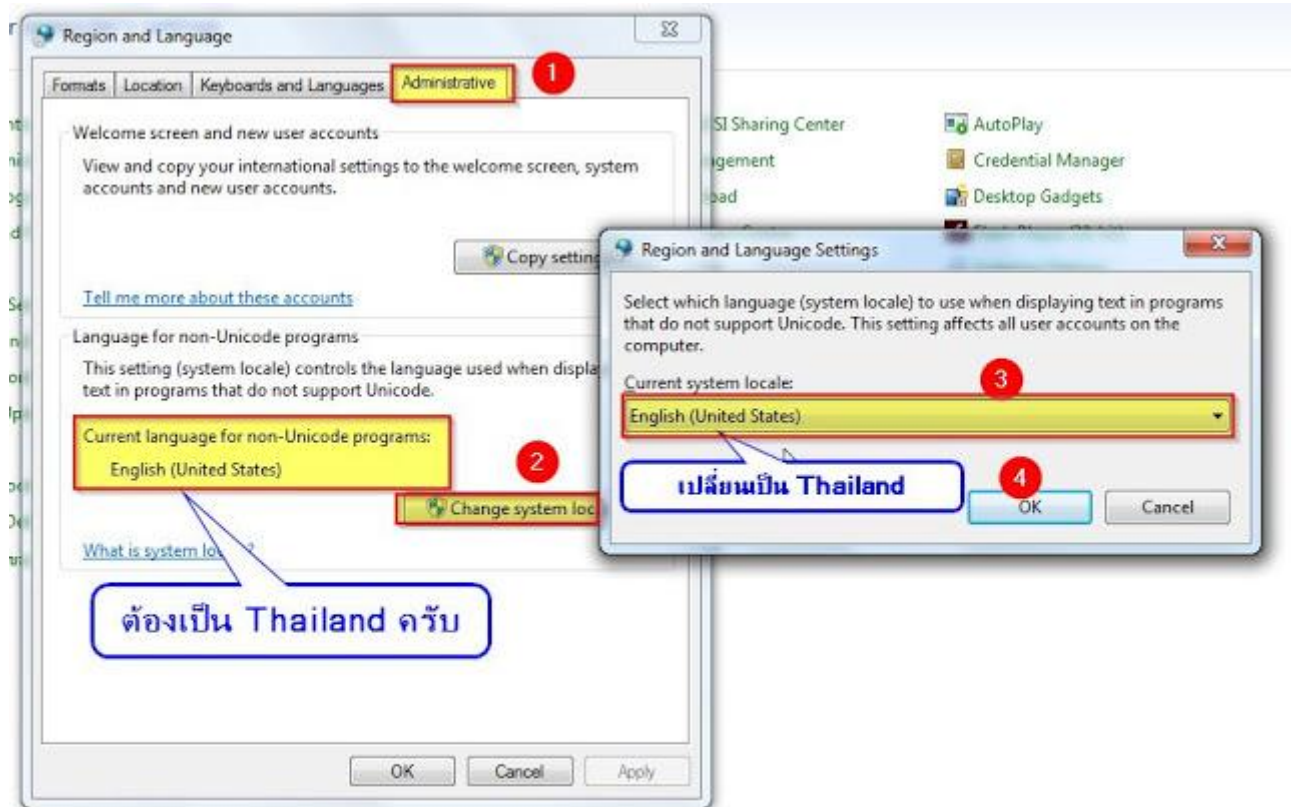 Region and Language
Formats Location Keyboards and Languages Administrative
1
Welcome screen and new user accounts
View and copy your international settings to the welcome screen, system
accounts and new user accounts.
Copy setting
Tell me more about these accounts
Language for non-Unicode programs
This setting (system locale) controls the language used when displa
text in programs that do not support Unicode.
Current language for non-Unicode programs:
English (United States)
2
Change system loc
What is system
ต้องเป็น Thailand ครับ
OK Cancel Apply
SI Sharing Center
AutoPlay
gement
Credential Manager
oad
Desktop Gadgets
Region and Language Settings
Select which language (system locale) to use when displaying text in programs
that do not support Unicode. This setting affects all user accounts on the
computer.
Current system locale:
3
English (United States)
เปลี่ยนเป็น Thailand
4
OK Cancel